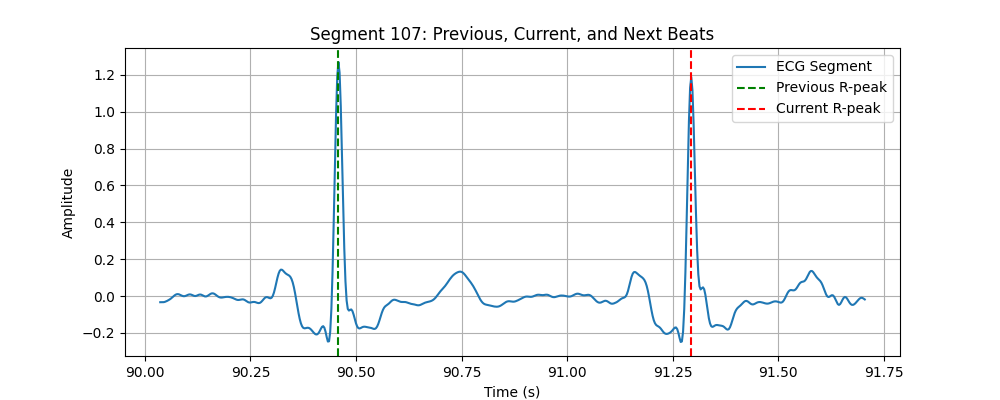 Segment 107: Previous, Current, and Next Beats
ECG Segment
Previous R-peak
Current R-peak
Amplitude
1.2
1.0
0.8
0.6
0.4
0.2
0.0
−0.2
90.00 90.25 90.50 90.75 91.00 91.25 91.50 91.75
Time (s)